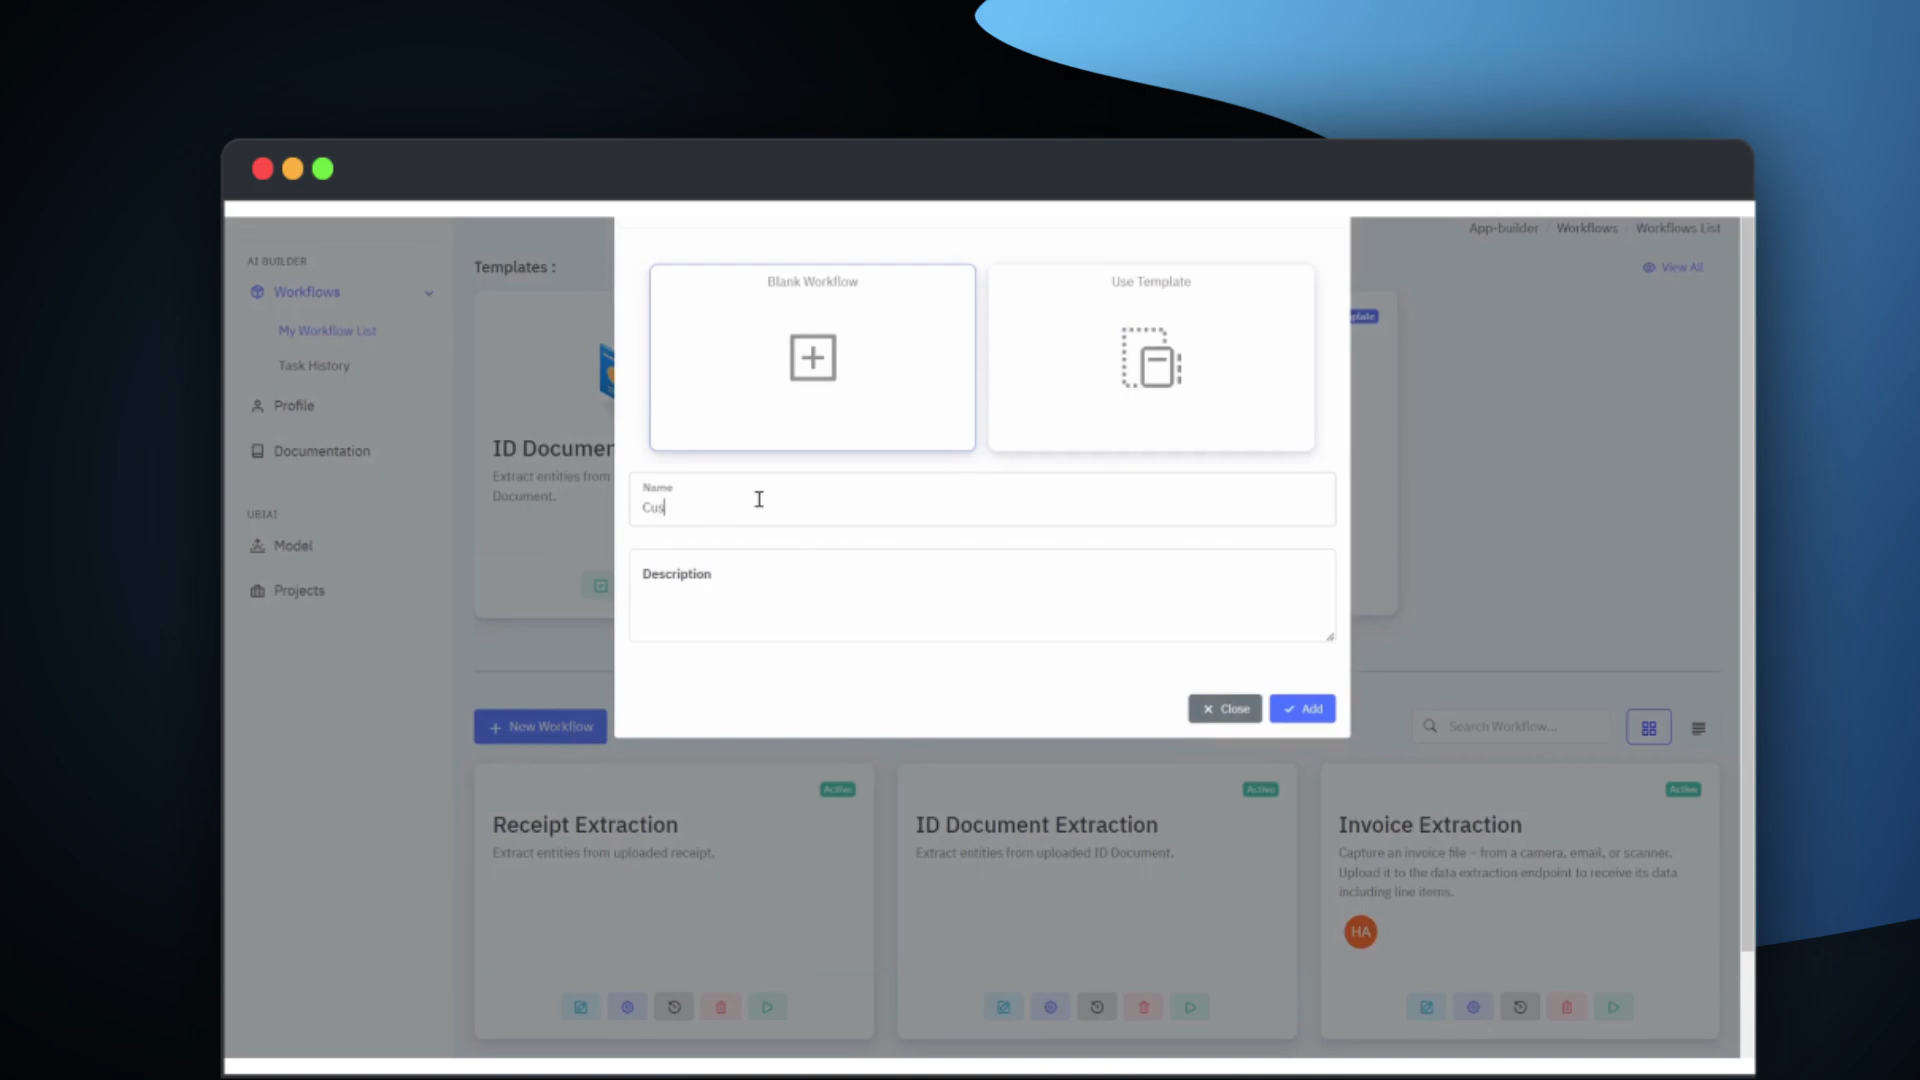 App-builder / Workflows / Workflows List
AI BUILDER
Workflows
My Workflow List
Task History
Profile
Documentation
UBIAI
Model
Projects
Templates :
View All
ID Documen
Extract entities from
Document.
plate
Blank Workflow
Use Template
Name
Cus
Description
Close
Add
New Workflow
Search Workflow...
Active
Receipt Extraction
Extract entities from uploaded receipt.
Active
ID Document Extraction
Extract entities from uploaded ID Document.
Active
Invoice Extraction
Capture an invoice file – from a camera, email, or scanner.
Upload it to the data extraction endpoint to receive its data
including line items.
HA